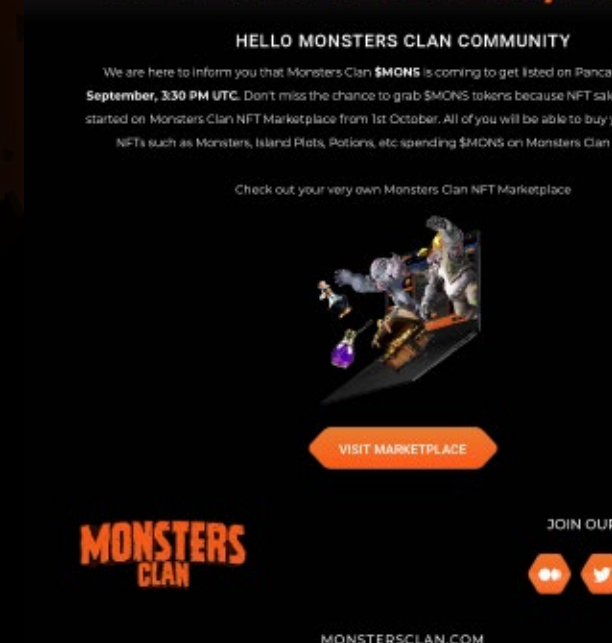 HELLO MONSTERS CLAN COMMUNITY
We are here to inform you that Monsters Clan $MONS is coming to get listed on Panca
September, 3:30 PM UTC. Don't miss the chance to grab $MONS tokens because NFT sal
started on Monsters Clan NFT Marketplace from 1st October. All of you will be able to buy
NFTs such as Monsters, Island Plots, Potions, etc spending $MONS on Monsters Clan
Check out your very own Monsters Clan NFT Marketplace
VISIT MARKETPLACE
MONSTERS
CLAN
JOIN OUR
MONSTERSCLAN.COM